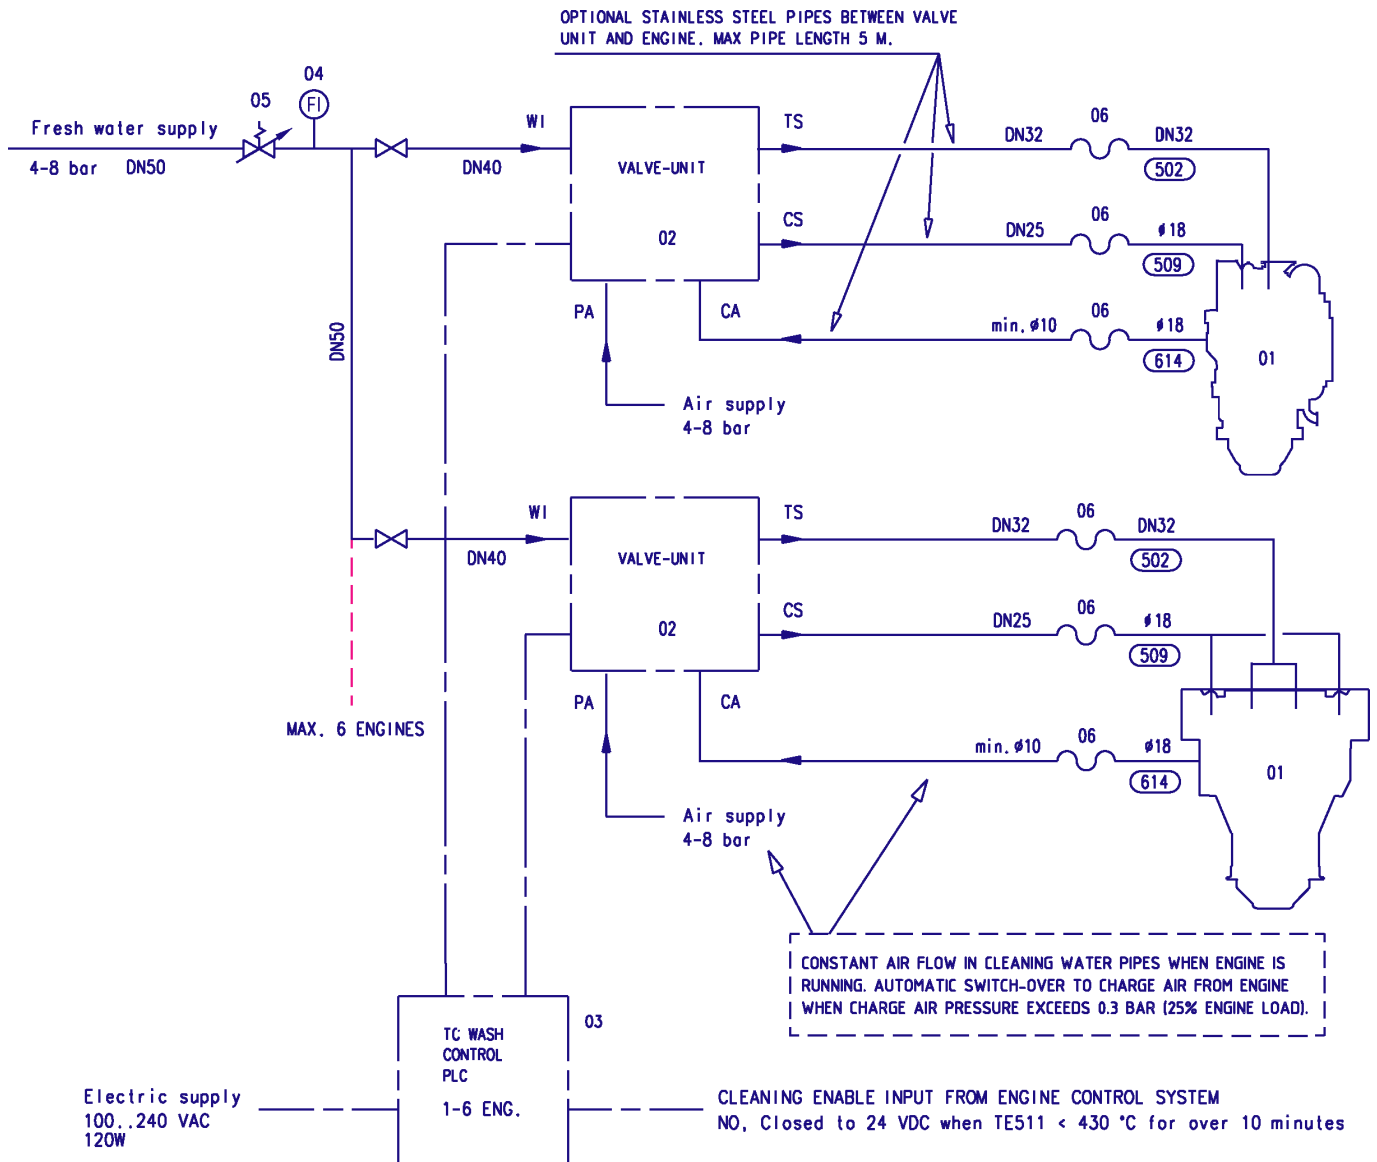 OPTIONAL STAINLESS STEEL PIPES BETWEEN VALVE
UNIT AND ENGINE. MAX PIPE LENGTH 5 M.
04
05
FI
Fresh water supply
4-8 bar DN50
WI
DN40
VALVE-UNIT
02
TS
DN32
06
DN32
502
CS
DN25
06
ø18
509
PA
CA
min. ø10
06
ø18
614
01
DN50
Air supply
4-8 bar
WI
DN40
VALVE-UNIT
02
TS
DN32
06
DN32
502
CS
DN25
06
ø18
509
PA
CA
min. ø10
06
ø18
614
01
MAX. 6 ENGINES
Air supply
4-8 bar
CONSTANT AIR FLOW IN CLEANING WATER PIPES WHEN ENGINE IS
RUNNING. AUTOMATIC SWITCH-OVER TO CHARGE AIR FROM ENGINE
WHEN CHARGE AIR PRESSURE EXCEEDS 0.3 BAR (25% ENGINE LOAD).
03
TC WASH
CONTROL
PLC
1-6 ENG.
Electric supply
100..240 VAC
120W
CLEANING ENABLE INPUT FROM ENGINE CONTROL SYSTEM
NO, Closed to 24 VDC when TE511 < 430 °C for over 10 minutes